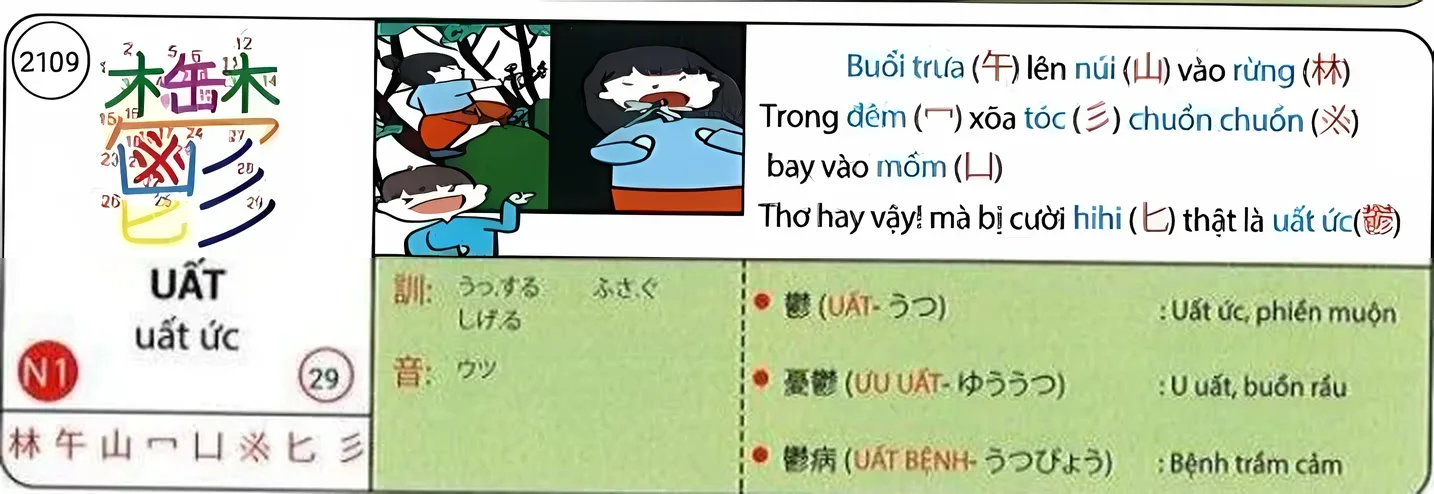 2109
UẤT
uất ức
N1
29
林 午 山 冖 凵 ※ 匕 彡
Buổi trưa (午) lên núi (山) vào rừng (林)
Trong đêm (冖) xõa tóc (彡) chuồn chuồn (※)
bay vào mồm (凵)
Thơ hay vậy! mà bị cười hihi (匕) thật là uất ức(鬱)
訓: うつ.する ふさ.ぐ
しげ.る
音: ウツ
鬱 (UẤT- うつ) : Uất ức, phiền muộn
憂鬱 (ƯU UẤT- ゆううつ) : U uất, buồn rầu
鬱病 (UẤT BỆNH- うつびょう) : Bệnh trầm cảm